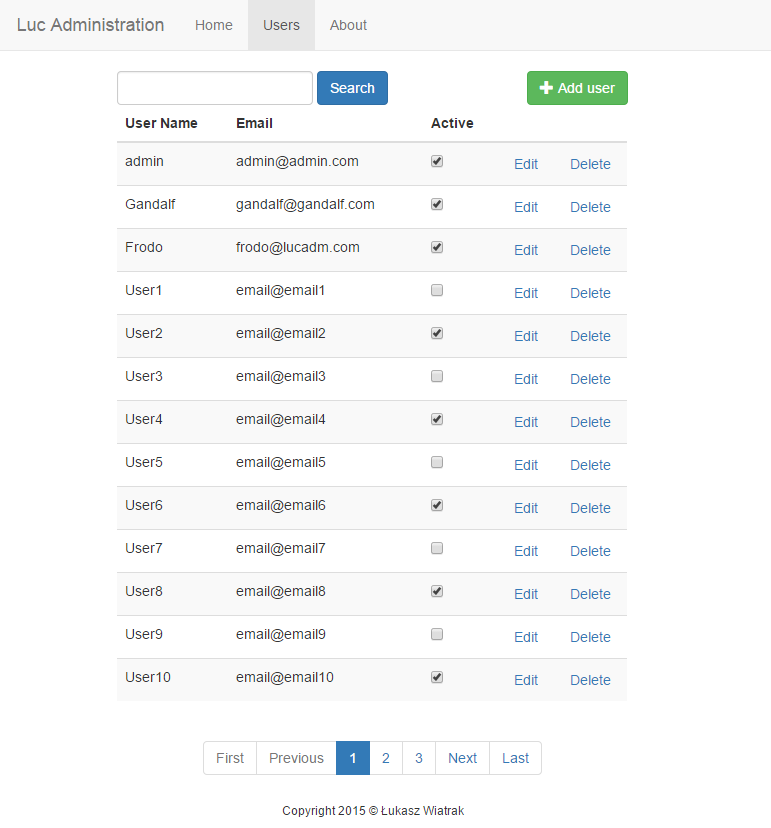 Luc Administration Home Users About
Search Add user
User Name Email Active
admin admin@admin.com Edit Delete
Gandalf gandalf@gandalf.com Edit Delete
Frodo frodo@lucadm.com Edit Delete
User1 email@email1 Edit Delete
User2 email@email2 Edit Delete
User3 email@email3 Edit Delete
User4 email@email4 Edit Delete
User5 email@email5 Edit Delete
User6 email@email6 Edit Delete
User7 email@email7 Edit Delete
User8 email@email8 Edit Delete
User9 email@email9 Edit Delete
User10 email@email10 Edit Delete
First Previous 1 2 3 Next Last
Copyright 2015 © Łukasz Wiatrak